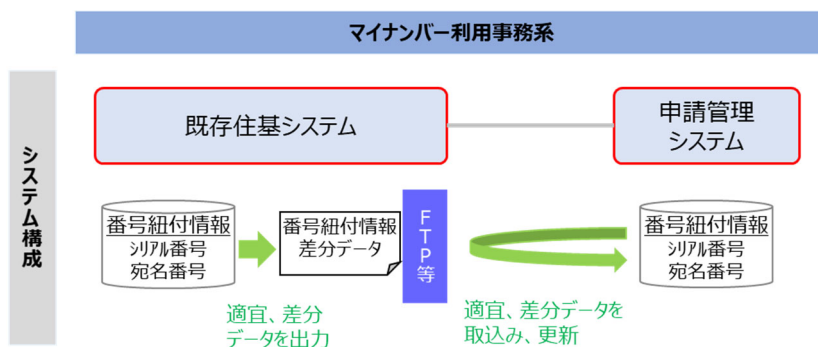 マイナンバー利用事務系
システム構成
既存住基システム
申請管理
システム
番号紐付情報
シリアル番号
宛名番号
番号紐付情報
差分データ
FTP等
番号紐付情報
シリアル番号
宛名番号
適宜、差分
データを出力
適宜、差分データを
取込み、更新